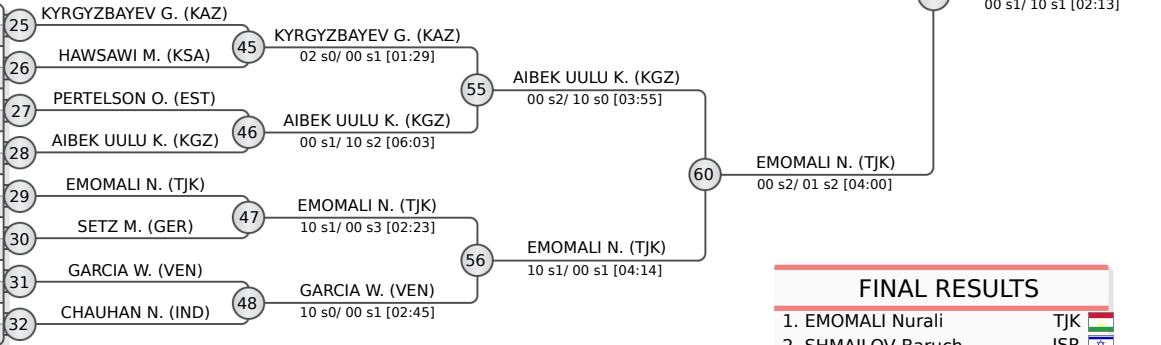 00 s1/ 10 s1 [02:13]
25 KYRGYZBAYEV G. (KAZ)
26 HAWSAWI M. (KSA)
45 KYRGYZBAYEV G. (KAZ)
02 s0/ 00 s1 [01:29]
27 PERTELSON O. (EST)
28 AIBEK UULU K. (KGZ)
46 AIBEK UULU K. (KGZ)
00 s1/ 10 s2 [06:03]
55 AIBEK UULU K. (KGZ)
00 s2/ 10 s0 [03:55]
29 EMOMALI N. (TJK)
30 SETZ M. (GER)
47 EMOMALI N. (TJK)
10 s1/ 00 s3 [02:23]
31 GARCIA W. (VEN)
32 CHAUHAN N. (IND)
48 GARCIA W. (VEN)
10 s0/ 00 s1 [02:45]
56 EMOMALI N. (TJK)
10 s1/ 00 s1 [04:14]
60 EMOMALI N. (TJK)
00 s2/ 01 s2 [04:00]
FINAL RESULTS
1. EMOMALI Nurali TJK
2. SHMAILOV Baruch ISR